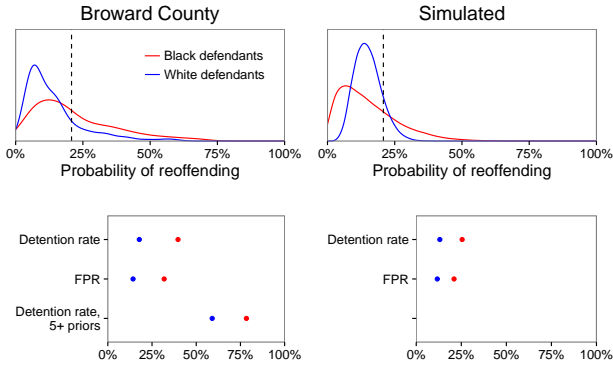 Broward County
Simulated
Black defendants
White defendants
0% 25% 50% 75% 100%
0% 25% 50% 75% 100%
Probability of reoffending
Probability of reoffending
Detention rate
FPR
Detention rate,
5+ priors
0% 25% 50% 75% 100%
Detention rate
FPR
0% 25% 50% 75% 100%